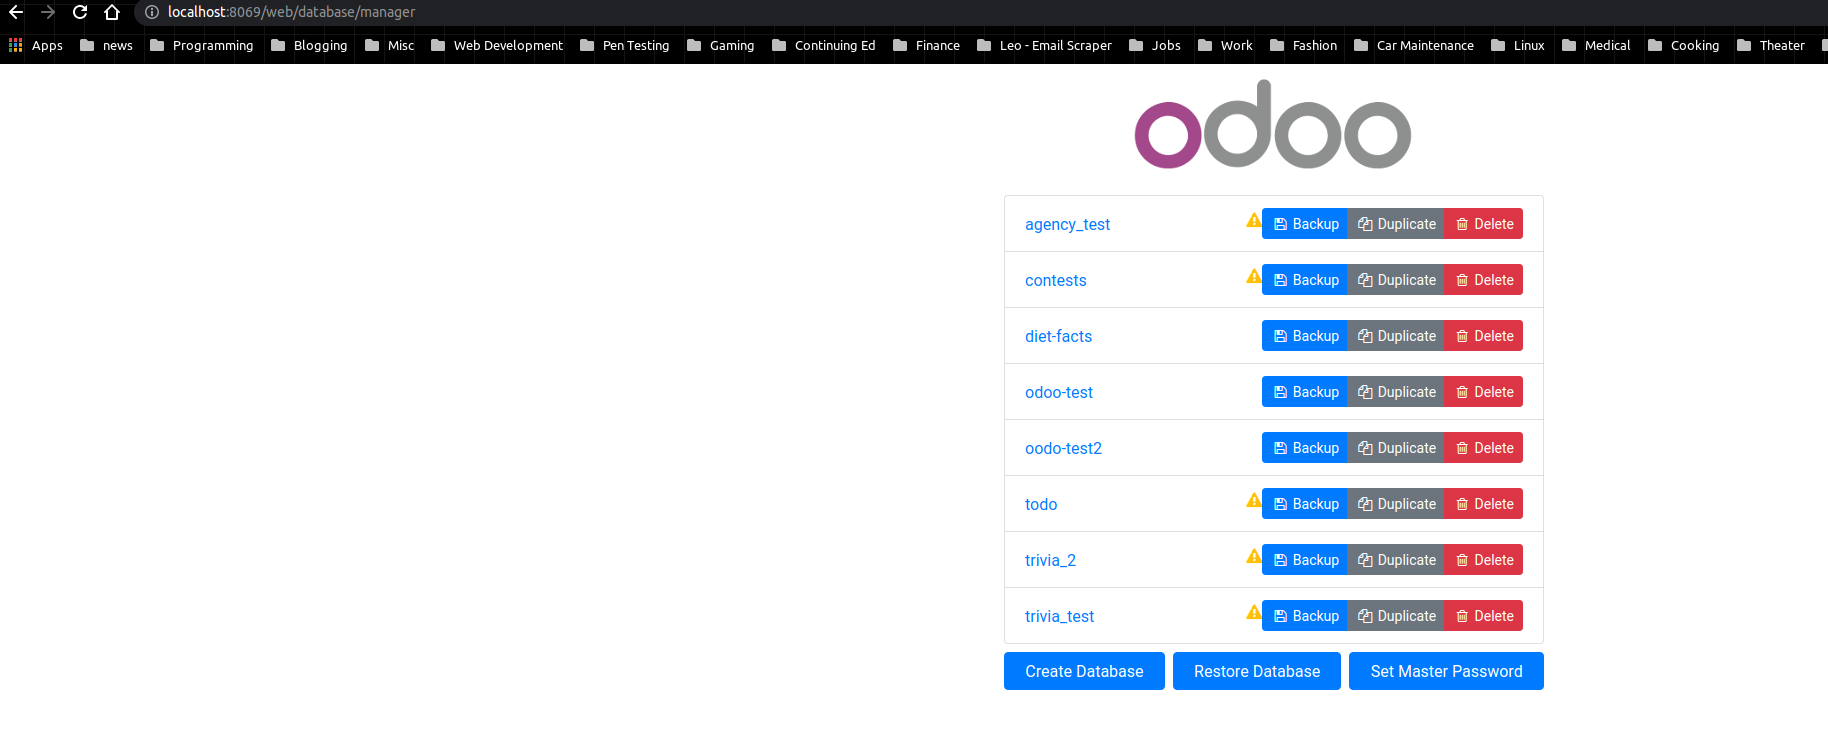 localhost:8069/web/database/manager
Apps news Programming Blogging Misc Web Development Pen Testing Gaming Continuing Ed Finance Leo - Email Scraper Jobs Work Fashion Car Maintenance Linux Medical Cooking Theater
odoo
agency_test Backup Duplicate Delete
contests Backup Duplicate Delete
diet-facts Backup Duplicate Delete
odoo-test Backup Duplicate Delete
oodo-test2 Backup Duplicate Delete
todo Backup Duplicate Delete
trivia_2 Backup Duplicate Delete
trivia_test Backup Duplicate Delete
Create Database Restore Database Set Master Password